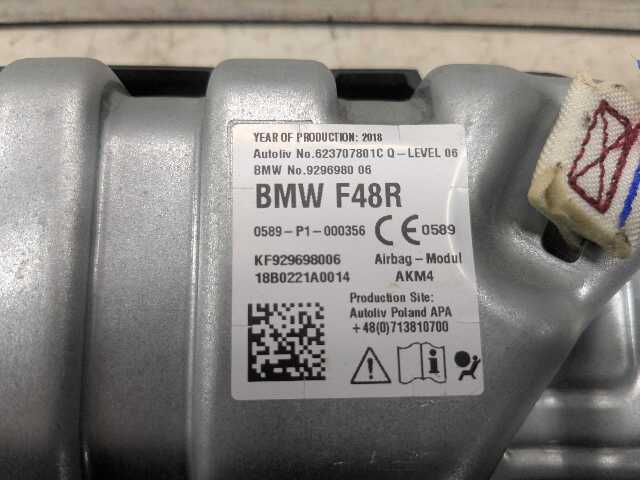 YEAR OF PRODUCTION: 2018
Autoliv No.623707801C Q-LEVEL 06
BMW No.9296980 06
BMW F48R
0589-P1-000356 CE 0589
KF929698006 Airbag-Modul
18B0221A0014 AKM4
Production Site:
Autoliv Poland APA
+48(0)713810700